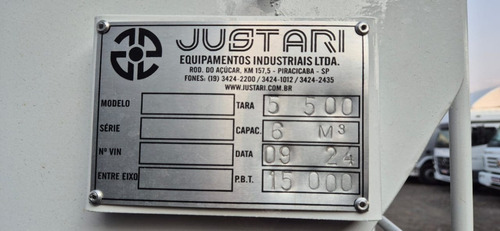 JUSTARI
EQUIPAMENTOS INDUSTRIAIS LTDA.
ROD. DO AÇÚCAR, KM 157,5 - PIRACICABA - SP
FONES: (19) 3424-2200 / 3424-1012 / 3424-2435
WWW.JUSTARI.COM.BR
MODELO TARA 5 500
SÉRIE CAPAC. 6 M³
Nº VIN DATA 09 24
ENTRE EIXO P.B.T. 15 000